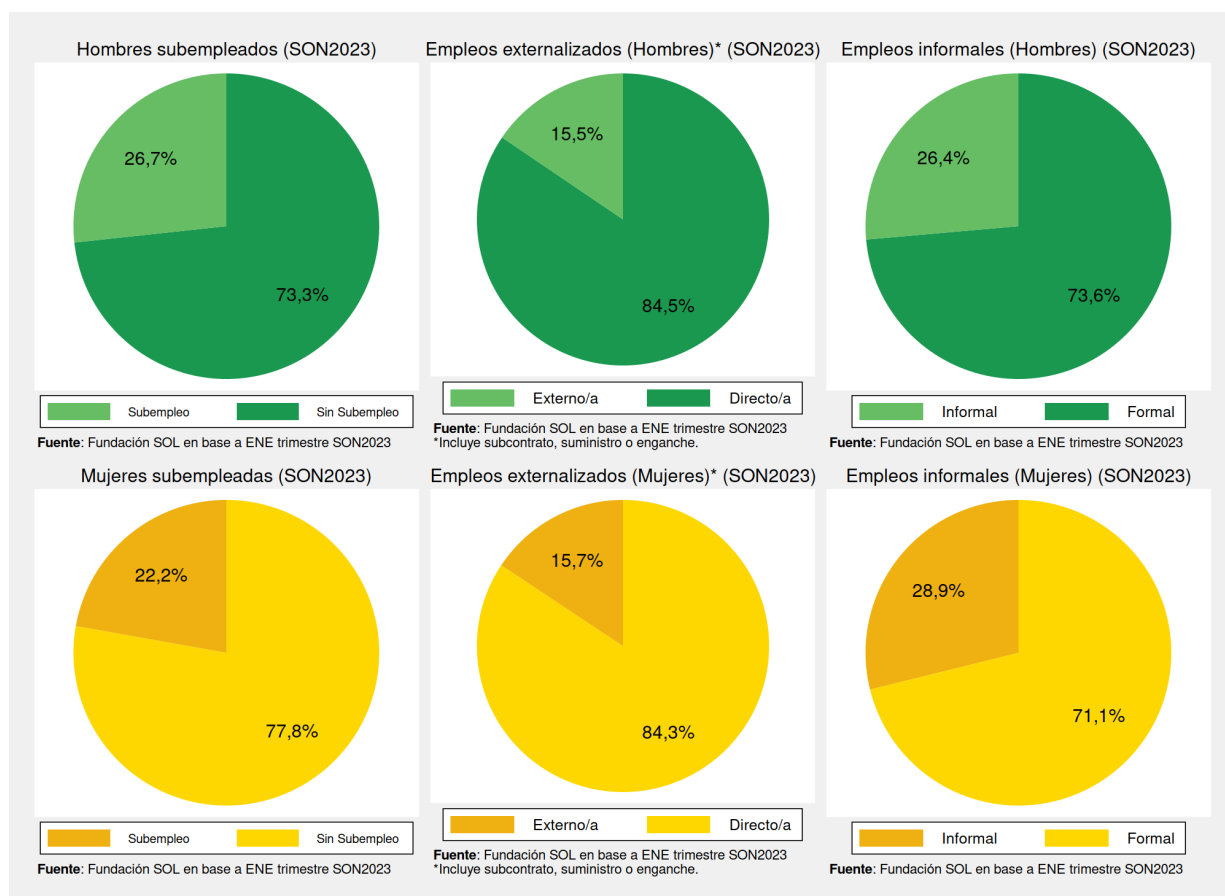 Hombres subempleados (SON2023)
26,7%
73,3%
Subempleo Sin Subempleo
Fuente: Fundación SOL en base a ENE trimestre SON2023
Empleos externalizados (Hombres)* (SON2023)
15,5%
84,5%
Externo/a Directo/a
Fuente: Fundación SOL en base a ENE trimestre SON2023
*Incluye subcontrato, suministro o enganche.
Empleos informales (Hombres) (SON2023)
26,4%
73,6%
Informal Formal
Fuente: Fundación SOL en base a ENE trimestre SON2023
Mujeres subempleadas (SON2023)
22,2%
77,8%
Subempleo Sin Subempleo
Fuente: Fundación SOL en base a ENE trimestre SON2023
Empleos externalizados (Mujeres)* (SON2023)
15,7%
84,3%
Externo/a Directo/a
Fuente: Fundación SOL en base a ENE trimestre SON2023
*Incluye subcontrato, suministro o enganche.
Empleos informales (Mujeres) (SON2023)
28,9%
71,1%
Informal Formal
Fuente: Fundación SOL en base a ENE trimestre SON2023